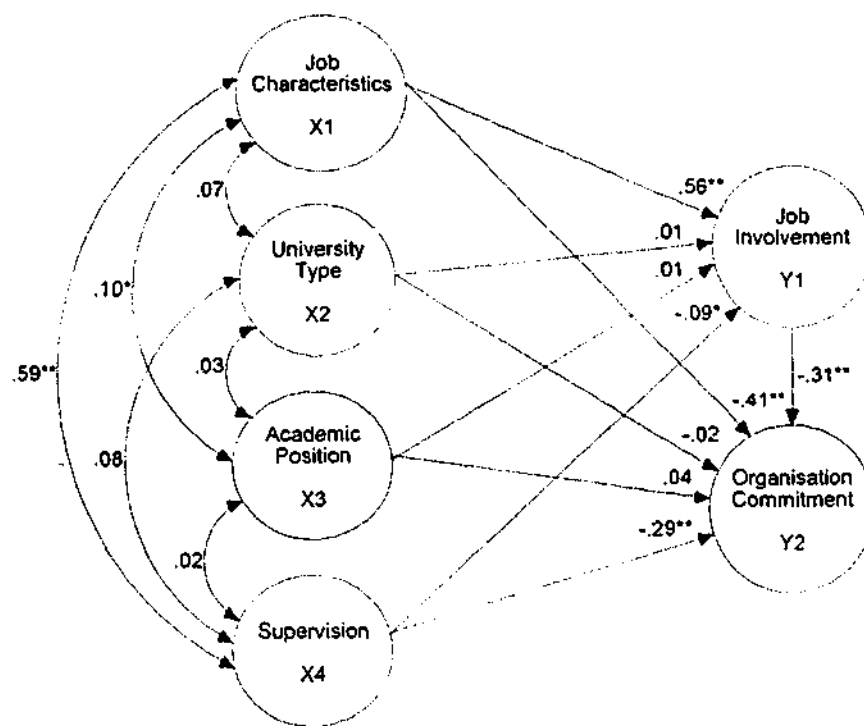 Job
Characteristics
X1
.56**
Job
Involvement
Y1
.07
.01
.01
University
Type
X2
.10*
-.09*
.59**
.03
-.31**
-.41**
Academic
Position
X3
-.02
.08
.04
Organisation
Commitment
Y2
-.29**
.02
Supervision
X4